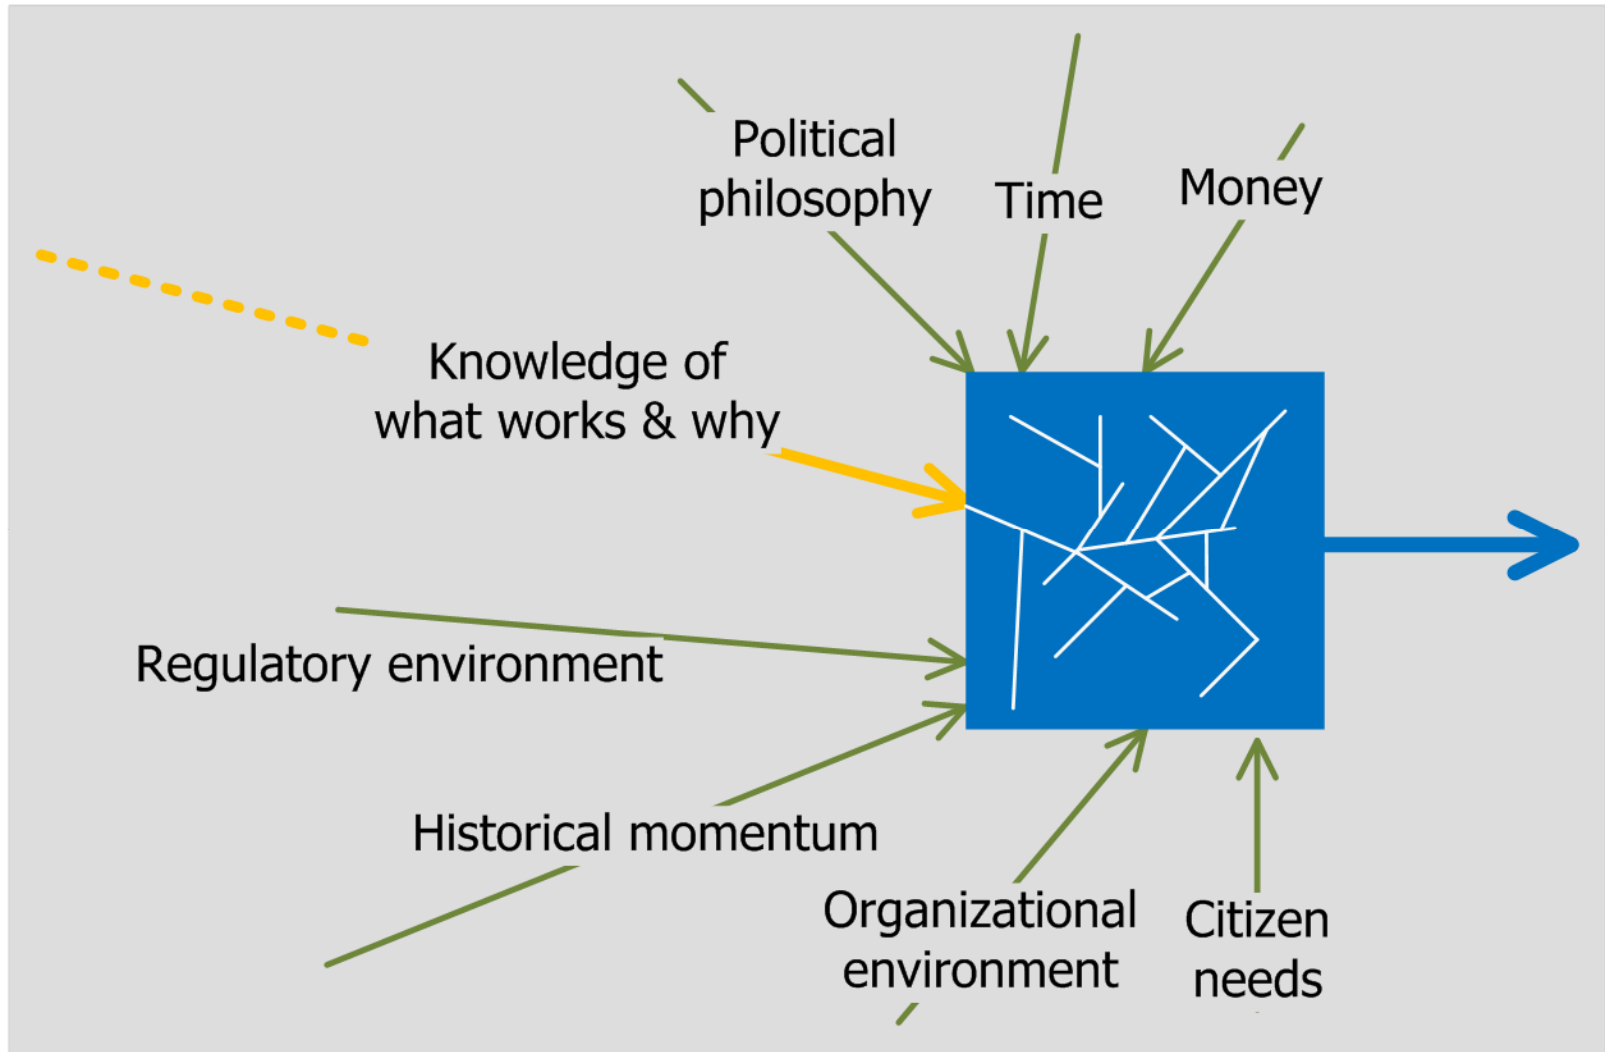 Political
philosophy
Time
Money
Knowledge of
what works & why
Regulatory environment
Historical momentum
Organizational
environment
Citizen
needs